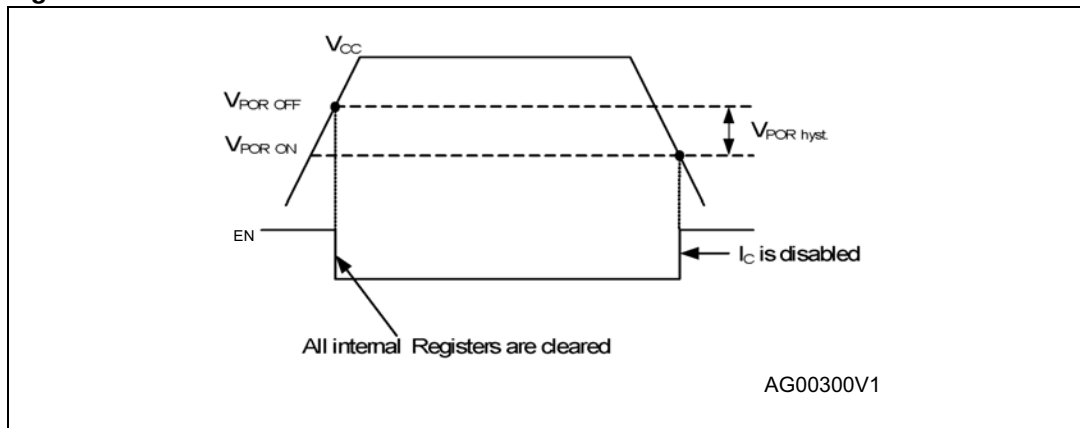 V_CC
V_POR OFF
V_POR ON
V_POR hyst.
EN
I_C is disabled
All internal Registers are cleared
AG00300V1